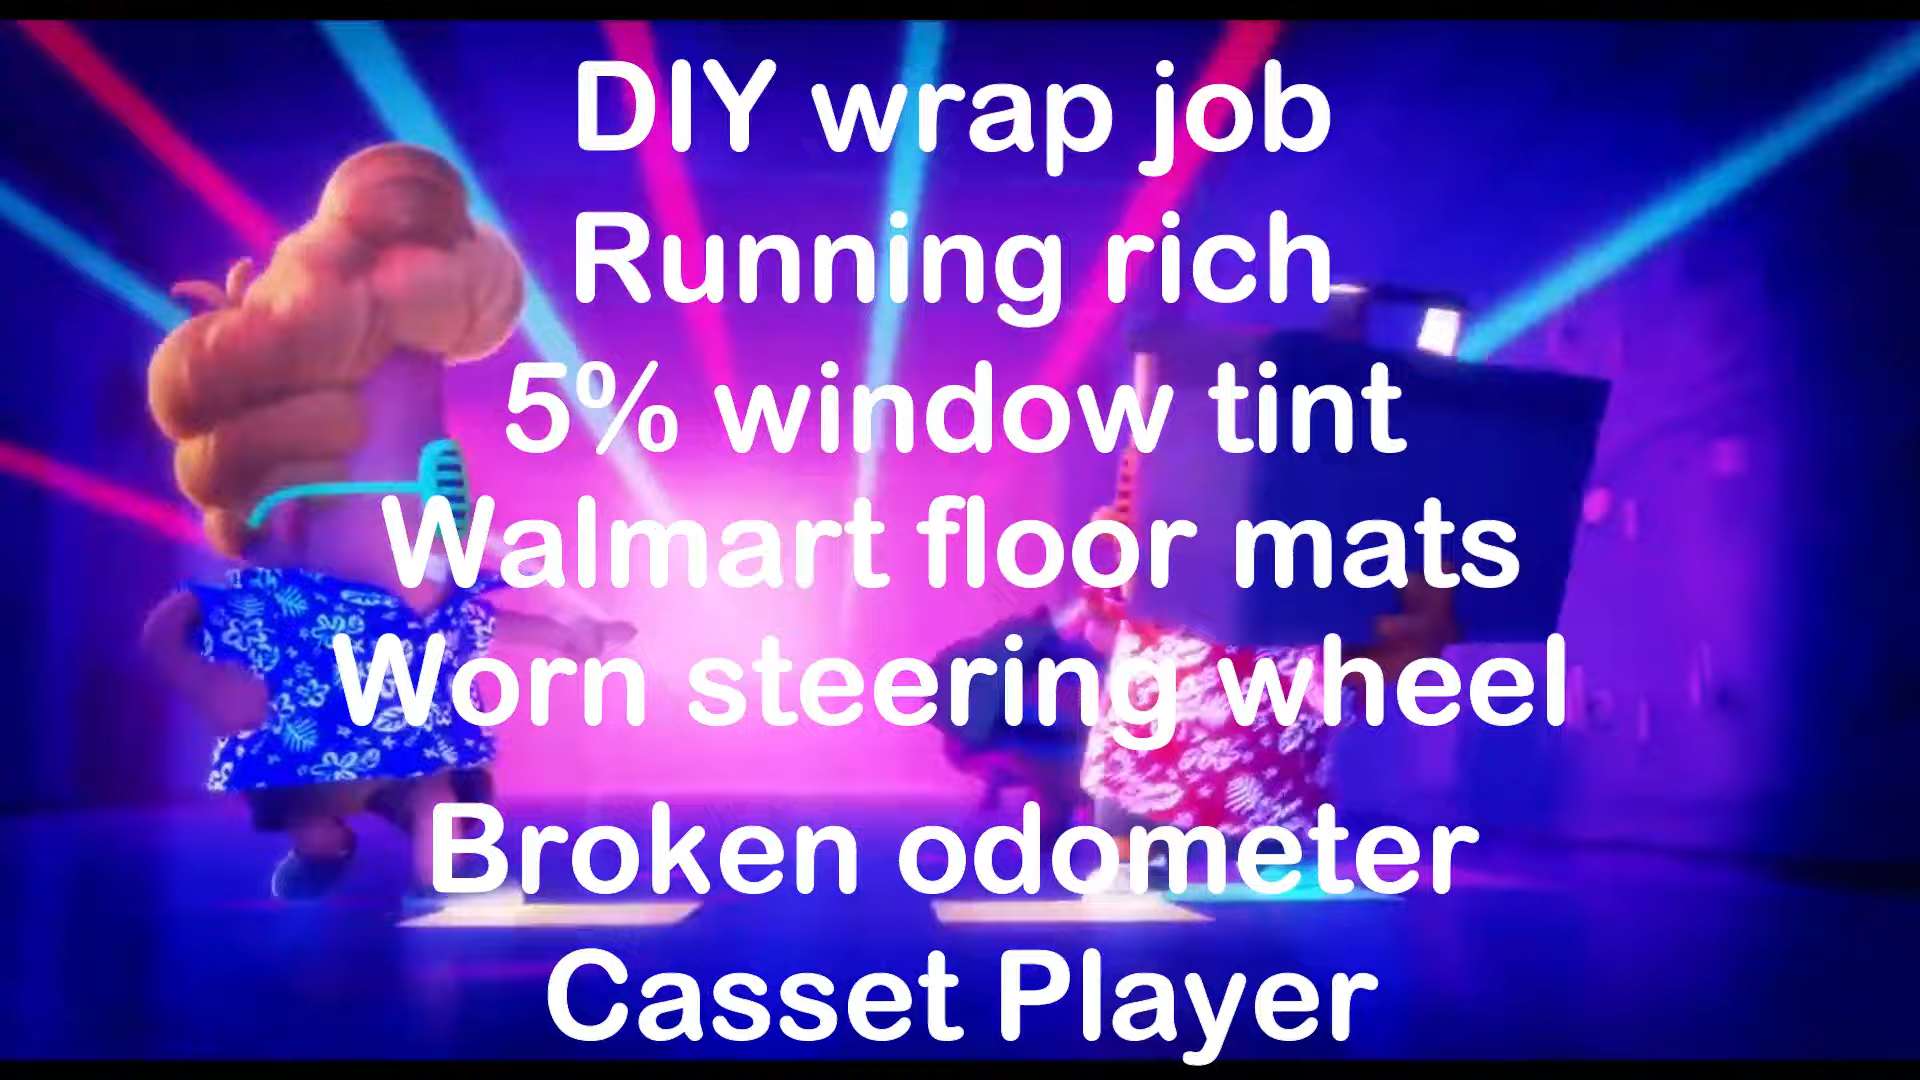 DIY wrap job
Running rich
5% window tint
Walmart floor mats
Worn steering wheel
Broken odometer
Casset Player